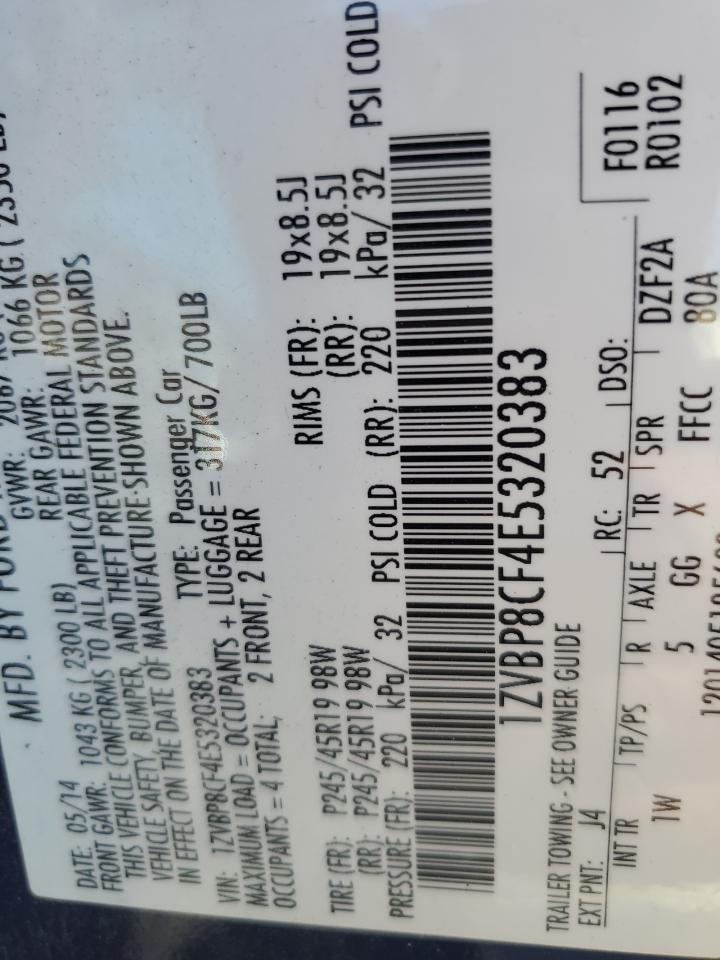 MFD. BY FORD
GVWR: 2087 KG
DATE: 05/14
FRONT GAWR: 1043 KG ( 2300 LB)
REAR GAWR: 1066 KG ( 2350 LB)
THIS VEHICLE CONFORMS TO ALL APPLICABLE FEDERAL MOTOR
VEHICLE SAFETY, BUMPER, AND THEFT PREVENTION STANDARDS
IN EFFECT ON THE DATE OF MANUFACTURE SHOWN ABOVE.
VIN: 1ZVBP8CF4E5320383 TYPE: Passenger Car
MAXIMUM LOAD = OCCUPANTS + LUGGAGE = 317KG/ 700LB
OCCUPANTS = 4 TOTAL; 2 FRONT, 2 REAR
TIRE (FR): P245/45R19 98W RIMS (FR): 19x8.5J
(RR): P245/45R19 98W (RR): 19x8.5J
PRESSURE (FR): 220 kPa/ 32 PSI COLD (RR): 220 kPa/ 32 PSI COLD
1ZVBP8CF4E5320383
TRAILER TOWING - SEE OWNER GUIDE
F0116
R0102
EXT PNT: J4 RC: 52 DSO:
INT TR TP/PS R AXLE TR SPR DZF2A
1W 5 GG X FFCC 80A